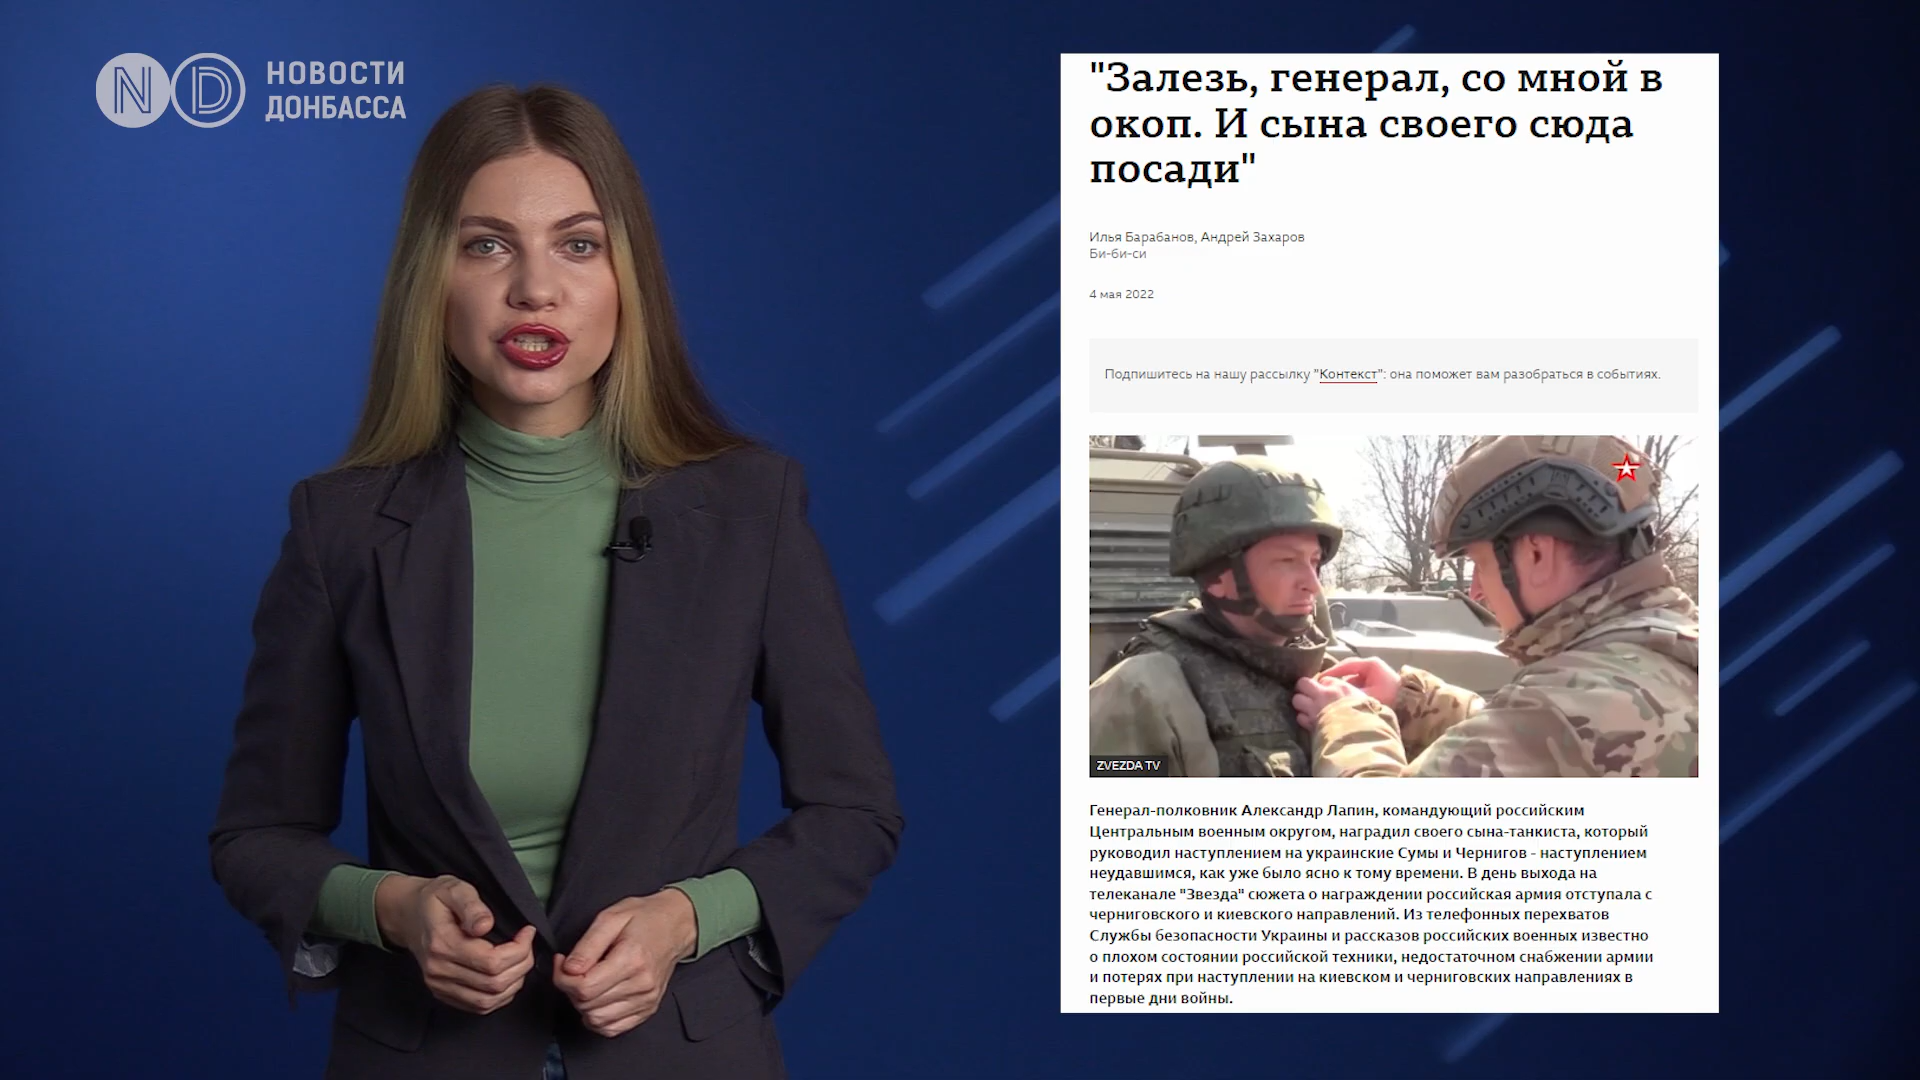 ND НОВОСТИ
ДОНБАССА
"Залезь, генерал, со мной в
окоп. И сына своего сюда
посади"
Илья Барабанов, Андрей Захаров
Би-би-си
4 мая 2022
Подпишитесь на нашу рассылку "Контекст": она поможет вам разобраться в событиях.
ZVEZDA TV
Генерал-полковник Александр Лапин, командующий российским
Центральным военным округом, наградил своего сына-танкиста, который
руководил наступлением на украинские Сумы и Чернигов - наступлением
неудавшимся, как уже было ясно к тому времени. В день выхода на
телеканале "Звезда" сюжета о награждении российская армия отступала с
черниговского и киевского направлений. Из телефонных перехватов
Службы безопасности Украины и рассказов российских военных известно
о плохом состоянии российской техники, недостаточном снабжении армии
и потерях при наступлении на киевском и черниговских направлениях в
первые дни войны.